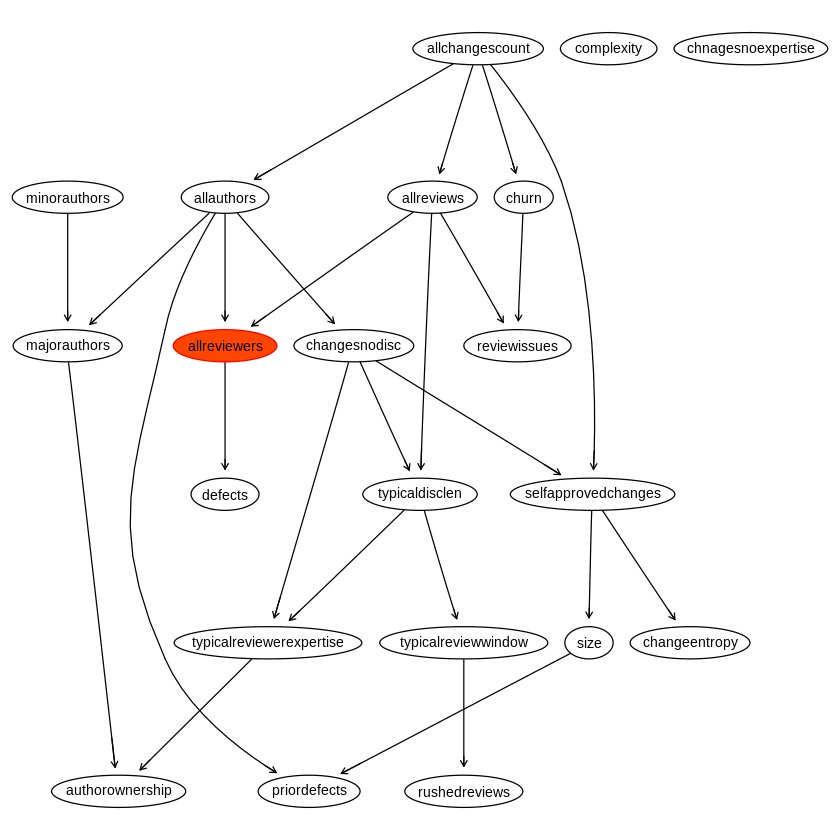 allchangescount
complexity
chnagesnoexpertise
minorauthors
allauthors
allreviews
churn
majorauthors
allreviewers
changesnodisc
reviewissues
defects
typicaldisclen
selfapprovedchanges
typicalreviewerexpertise
typicalreviewwindow
size
changeentropy
authorownership
priordefects
rushedreviews